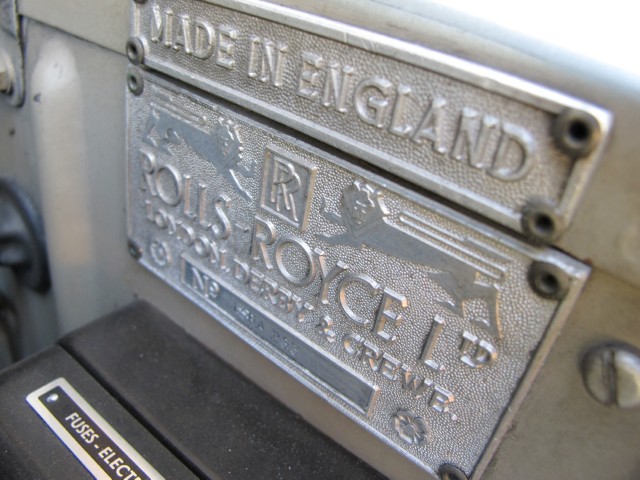 MADE IN ENGLAND
RR
ROLLS ROYCE LTD
LONDON, DERBY & CREWE.
No
FUSES - ELECT